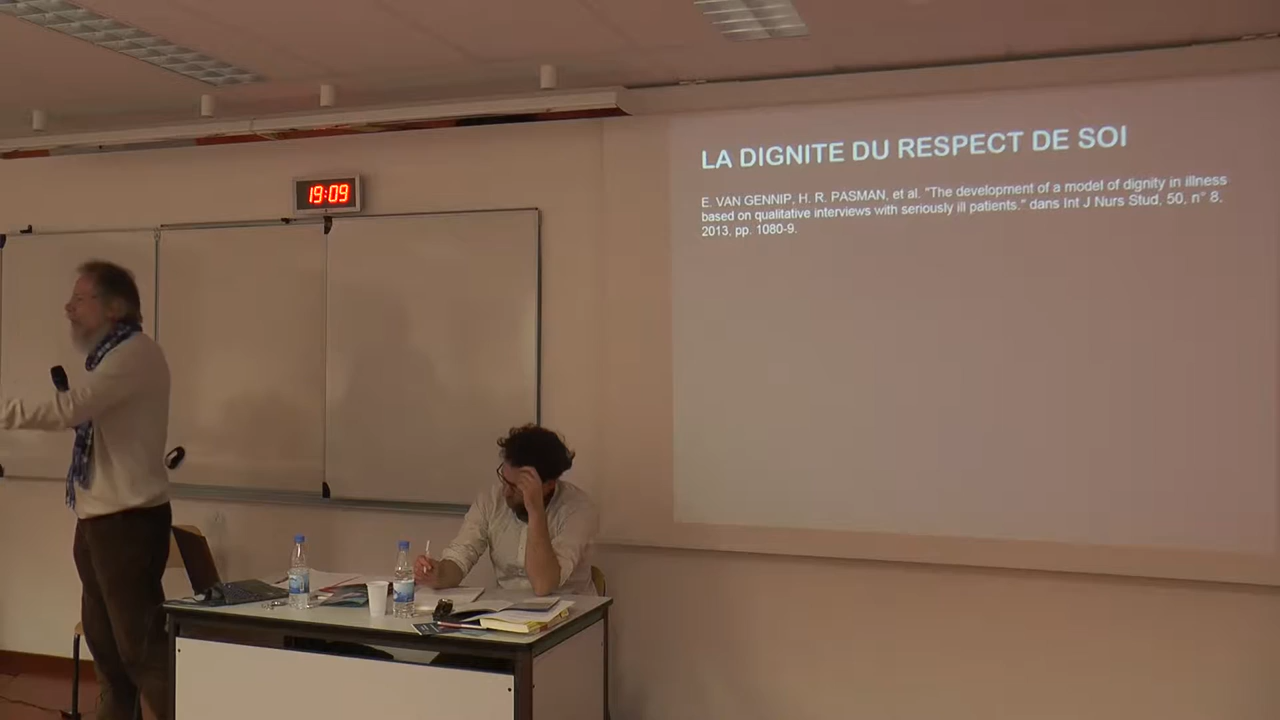 19:09
LA DIGNITE DU RESPECT DE SOI
E. VAN GENNIP, H. R. PASMAN, et al. "The development of a model of dignity in illness
based on qualitative interviews with seriously ill patients." dans Int J Nurs Stud, 50, n° 8,
2013, pp. 1080-9.